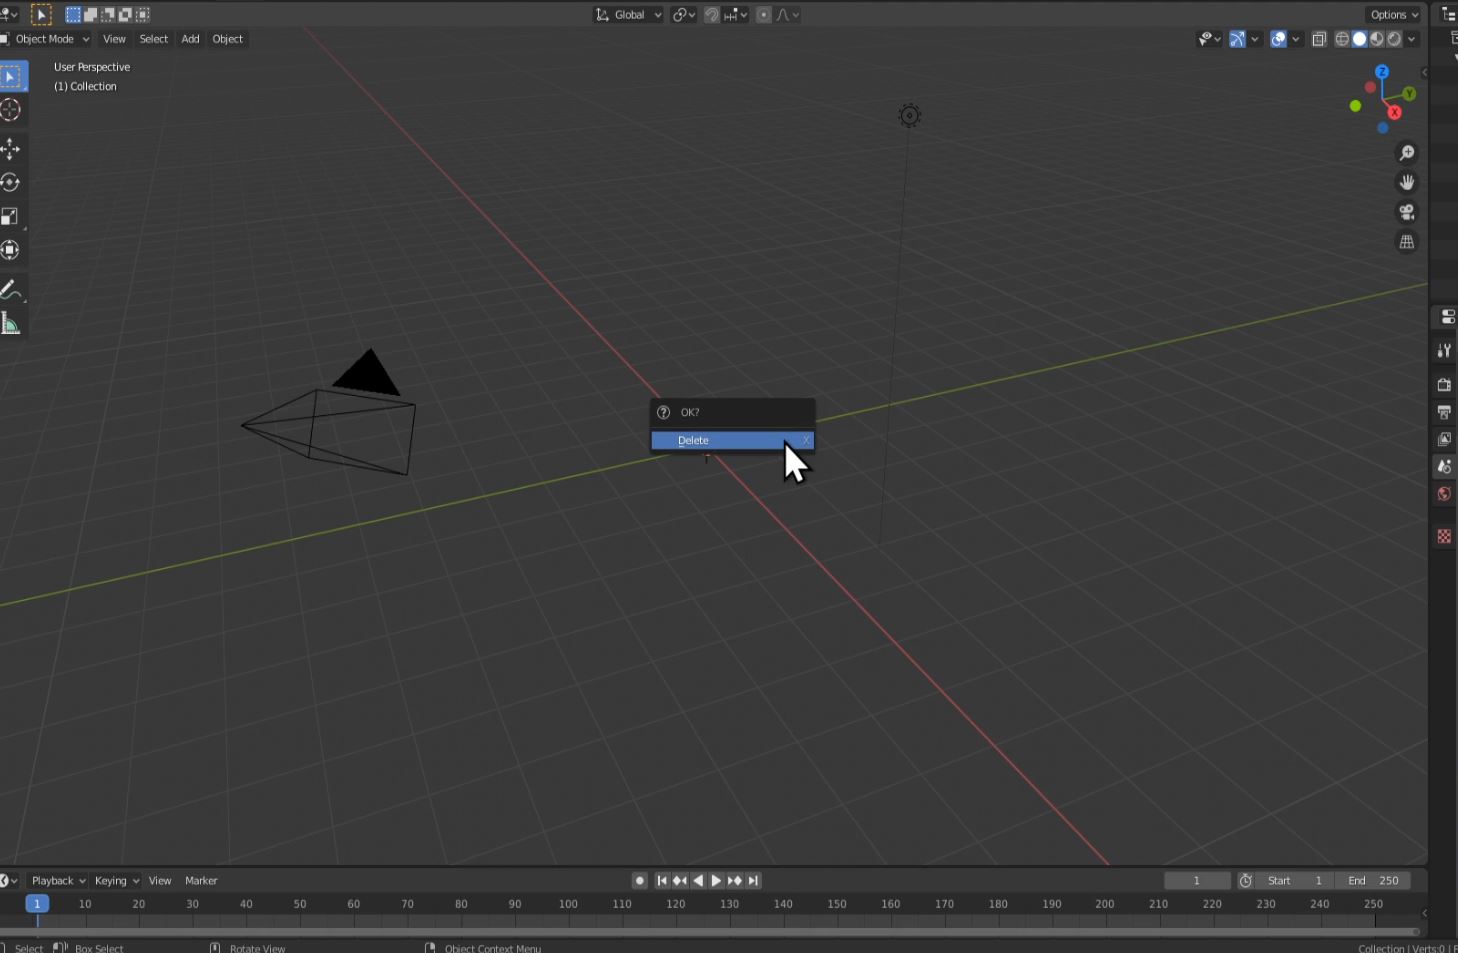 Global
Options
Object Mode View Select Add Object
User Perspective
(1) Collection
Z
Y
X
OK?
Delete X
Playback Keying View Marker
1 Start 1 End 250
1 10 20 30 40 50 60 70 80 90 100 110 120 130 140 150 160 170 180 190 200 210 220 230 240 250
Select Box Select Rotate View Object Context Menu Collection | Verts:0 |